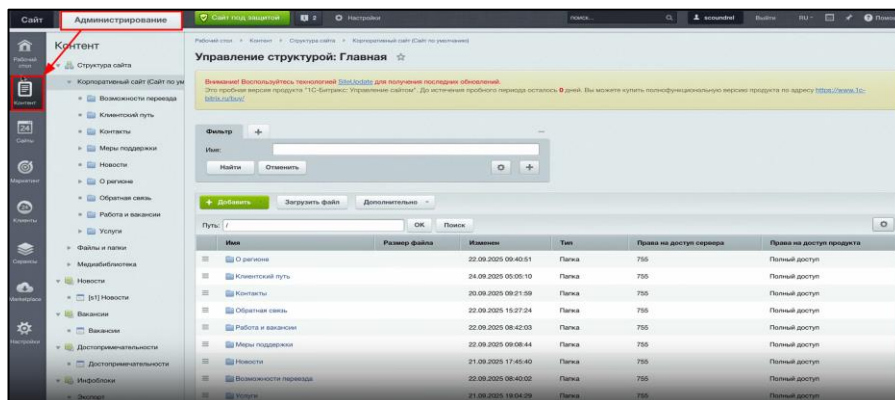 Сайт Администрирование Сайт под защитой 2 Настройки поиск... scoundrel Выйти RU
Рабочий стол
Контент
Сайты
Маркетинг
Клиенты
Сервисы
Marketplace
Настройки
Контент
Структура сайта
Корпоративный сайт (Сайт по ум
Возможности переезда
Клиентский путь
Контакты
Меры поддержки
Новости
О регионе
Обратная связь
Работа и вакансии
Услуги
Файлы и папки
Медиабиблиотека
Новости
[s1] Новости
Вакансии
Вакансии
Достопримечательности
Достопримечательности
Инфоблоки
Экспорт
Рабочий стол Контент Структура сайта Корпоративный сайт (Сайт по умолчанию)
Управление структурой: Главная
Внимание! Воспользуйтесь технологией SiteUpdate для получения последних обновлений.
Это пробная версия продукта "1С-Битрикс: Управление сайтом". До истечения пробного периода осталось 0 дней. Вы можете купить полнофункциональную версию продукта по адресу https://www.1c-
bitrix.ru/buy/
Фильтр +
Имя:
Найти Отменить
+ Добавить Загрузить файл Дополнительно
Путь: / OK Поиск
Имя Размер файла Изменен Тип Права на доступ сервера Права на доступ продукта
О регионе 22.09.2025 09:40:51 Папка 755 Полный доступ
Клиентский путь 24.09.2025 05:05:10 Папка 755 Полный доступ
Контакты 20.09.2025 09:21:59 Папка 755 Полный доступ
Обратная связь 22.09.2025 15:27:24 Папка 755 Полный доступ
Работа и вакансии 22.09.2025 08:42:03 Папка 755 Полный доступ
Меры поддержки 22.09.2025 09:08:44 Папка 755 Полный доступ
Новости 21.09.2025 17:45:40 Папка 755 Полный доступ
Возможности переезда 22.09.2025 08:40:02 Папка 755 Полный доступ
Услуги 21.09.2025 19:04:29 Папка 755 Полный доступ